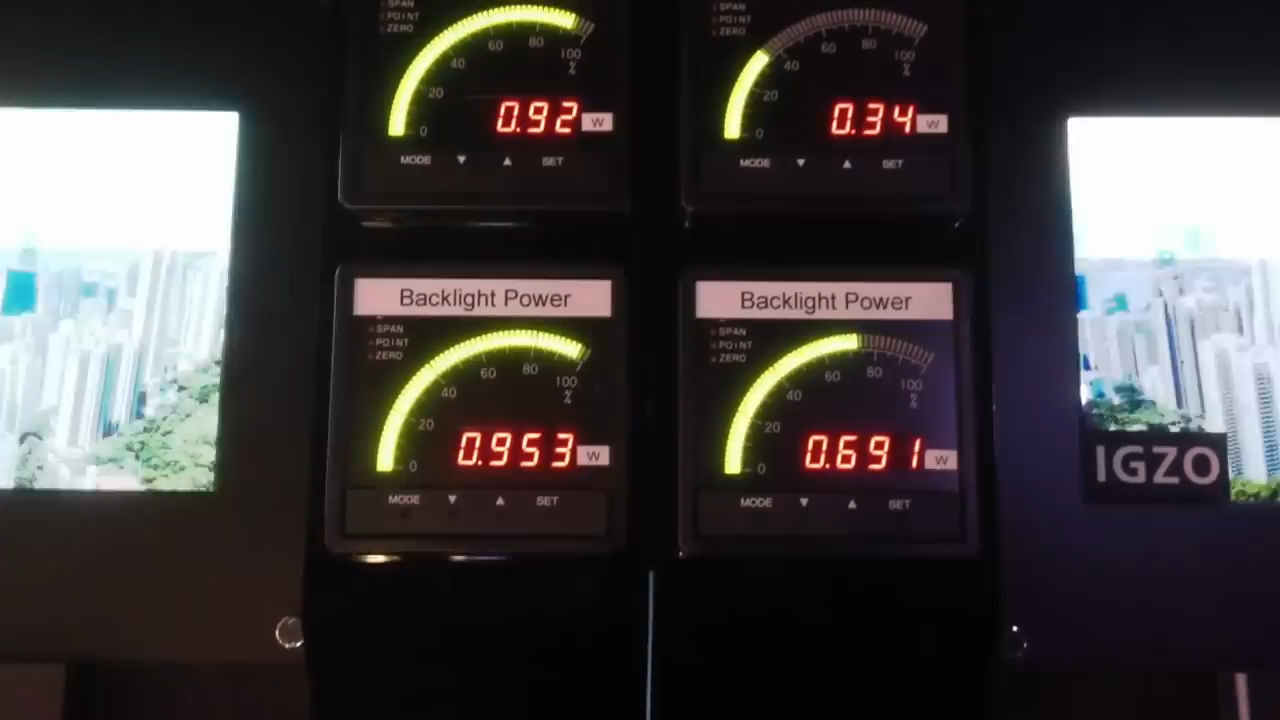 SPAN
POINT
ZERO
0 20 40 60 80 100
%
0.92 W
MODE ▼ ▲ SET
SPAN
POINT
ZERO
0 20 40 60 80 100
%
0.34 W
MODE ▼ ▲ SET
Backlight Power
SPAN
POINT
ZERO
0 20 40 60 80 100
%
0.953 W
MODE ▼ ▲ SET
Backlight Power
SPAN
POINT
ZERO
0 20 40 60 80 100
%
0.691 W
MODE ▼ ▲ SET
IGZO